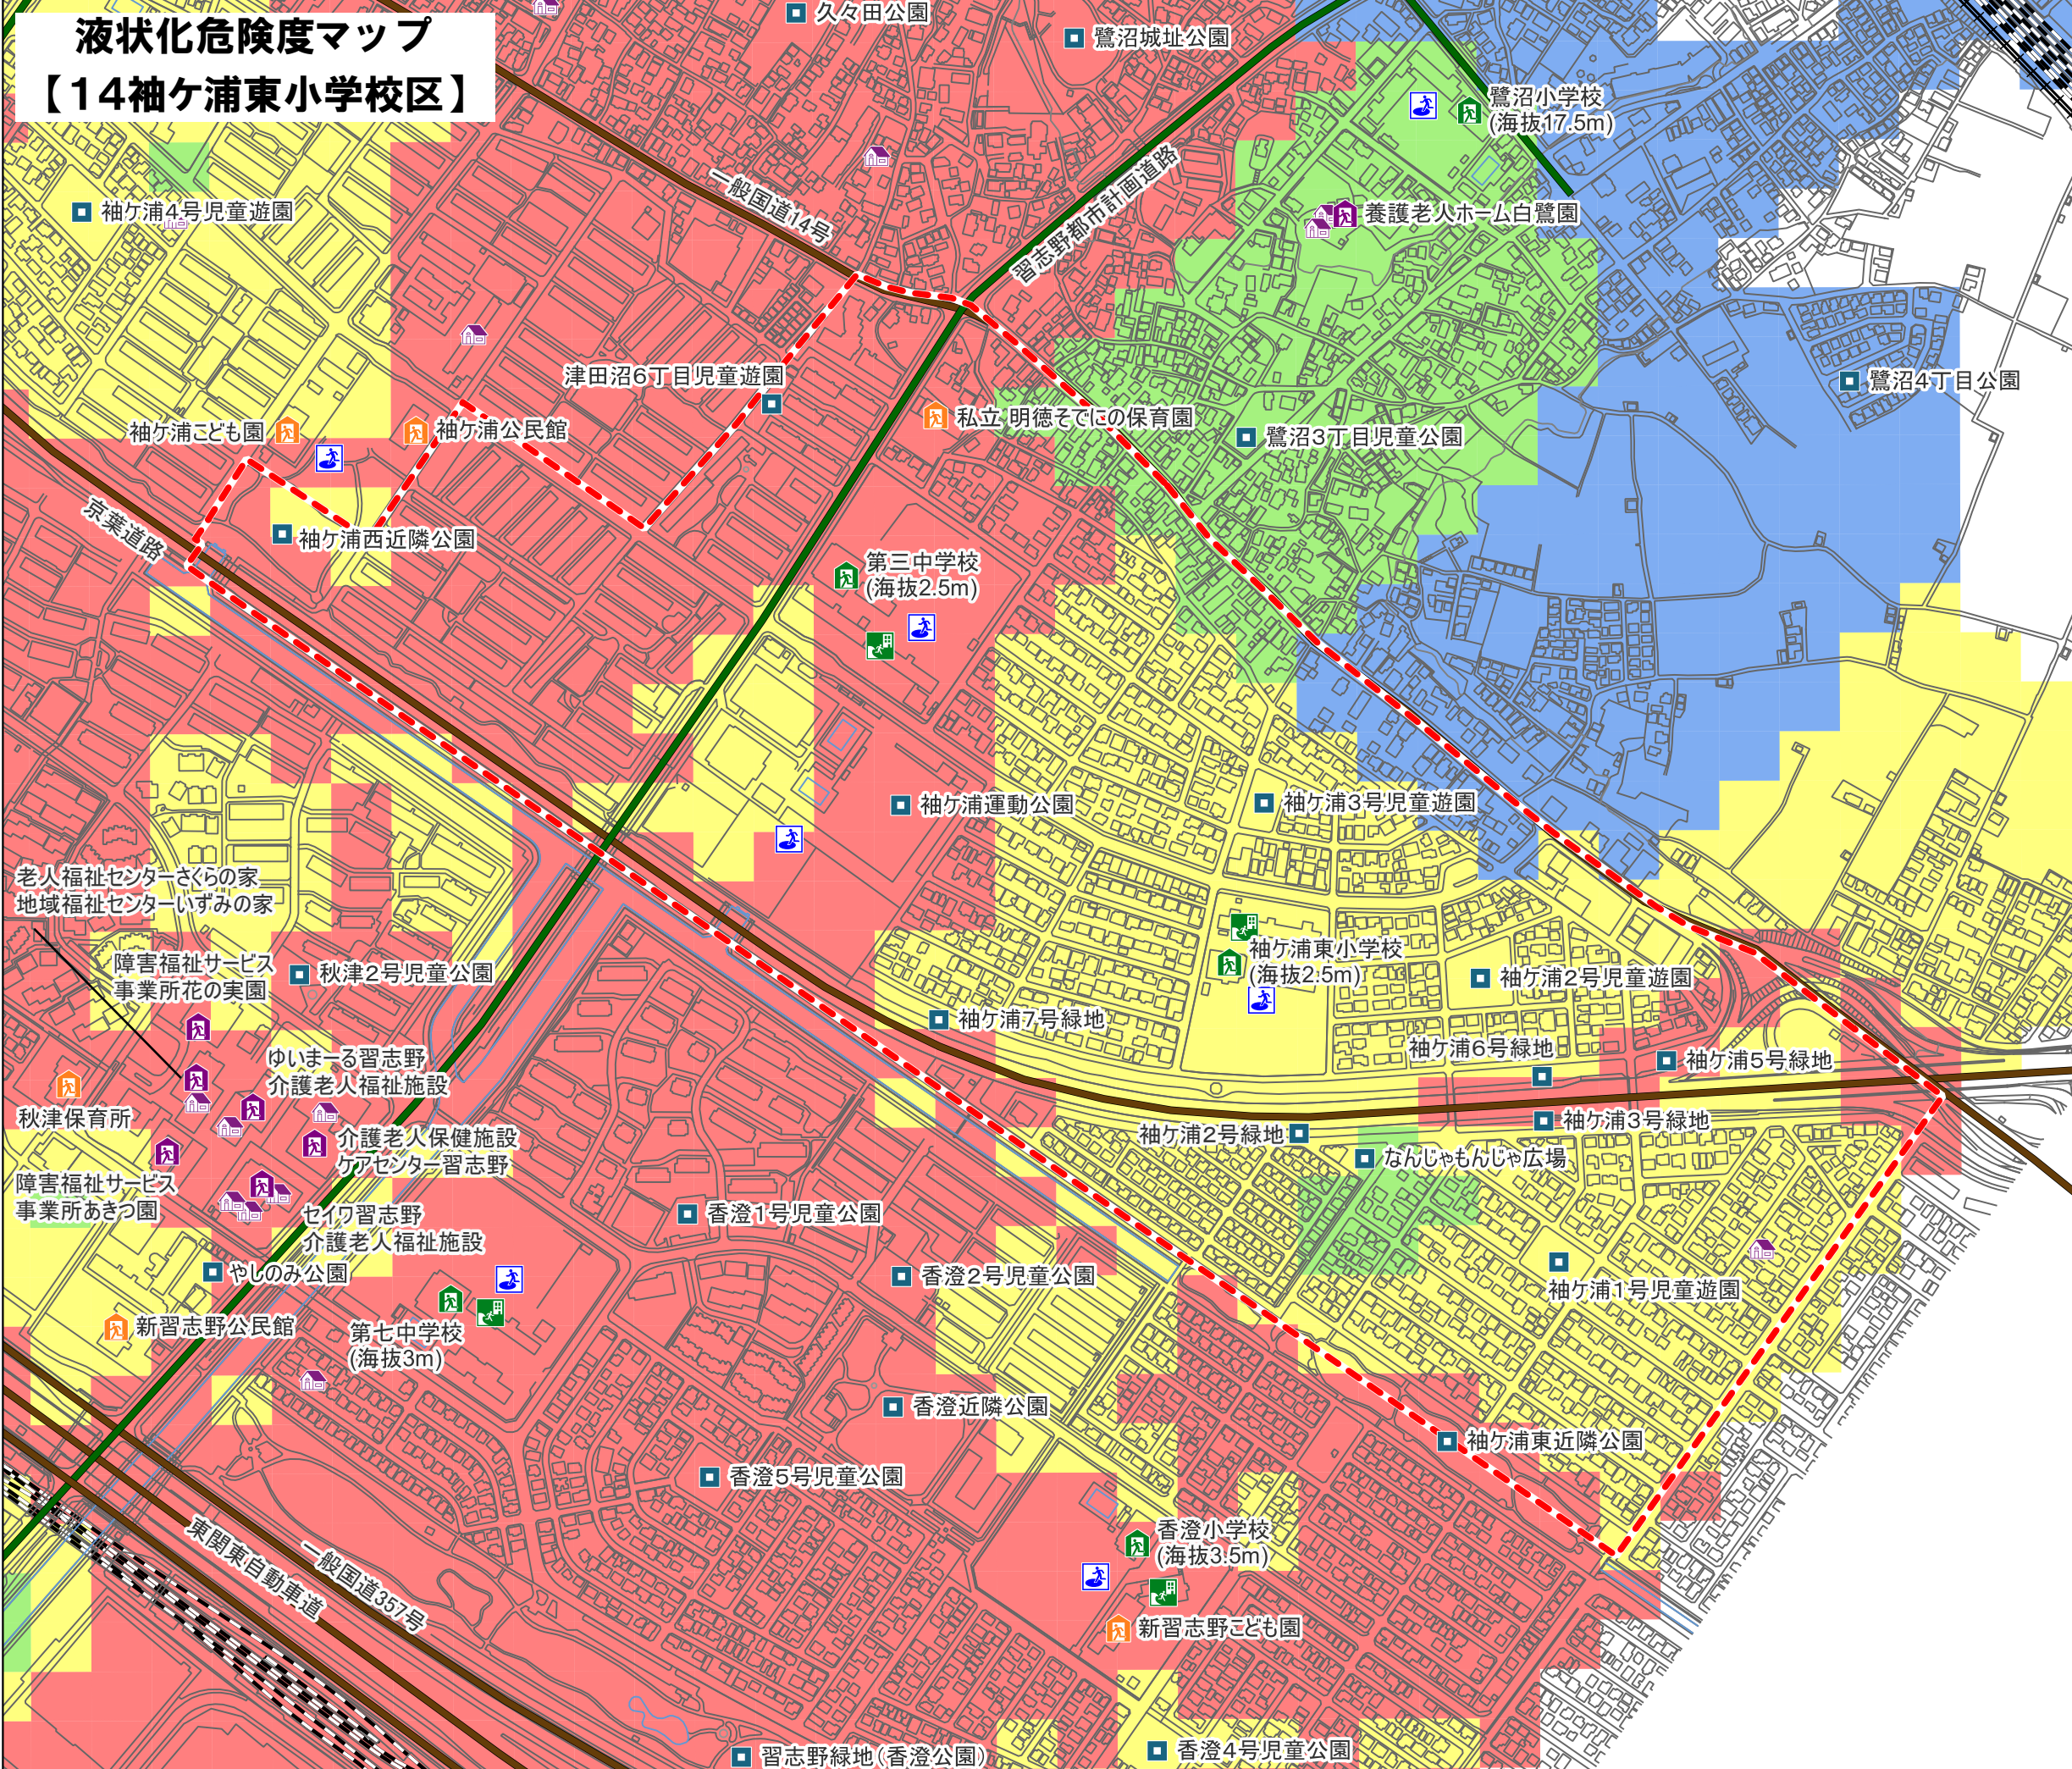 液状化危険度マップ
【14袖ケ浦東小学校区】
久々田公園
鷺沼城址公園
鷺沼小学校
(海抜17.5m)
一般国道14号
習志野都市計画道路
袖ケ浦4号児童遊園
養護老人ホーム白鷺園
津田沼6丁目児童遊園
鷺沼4丁目公園
袖ケ浦こども園
袖ケ浦公民館
私立 明徳そでにの保育園
鷺沼3丁目児童公園
京葉道路
袖ケ浦西近隣公園
第三中学校
(海抜2.5m)
袖ケ浦運動公園
袖ケ浦3号児童遊園
老人福祉センターさくらの家
地域福祉センターいずみの家
障害福祉サービス
事業所花の実園
秋津2号児童公園
袖ケ浦東小学校
(海抜2.5m)
袖ケ浦2号児童遊園
袖ケ浦7号緑地
袖ケ浦6号緑地
袖ケ浦5号緑地
ゆいまーる習志野
介護老人福祉施設
秋津保育所
袖ケ浦3号緑地
袖ケ浦2号緑地
なんじゃもんじゃ広場
介護老人保健施設
ケアセンター習志野
障害福祉サービス
事業所あきつ園
セイワ習志野
介護老人福祉施設
香澄1号児童公園
やしのみ公園
香澄2号児童公園
袖ケ浦1号児童遊園
新習志野公民館
第七中学校
(海抜3m)
香澄近隣公園
袖ケ浦東近隣公園
香澄5号児童公園
香澄小学校
(海抜3.5m)
東関東自動車道
一般国道357号
新習志野こども園
習志野緑地(香澄公園)
香澄4号児童公園